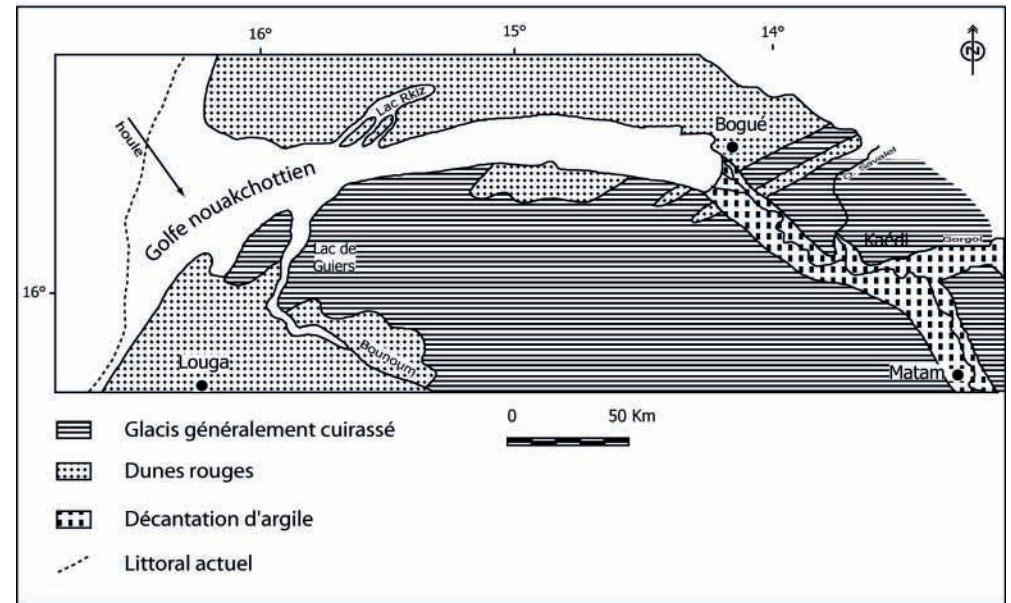 16° 15° 14°
N
Lac Rkiz
Bogué
houle
Golfe nouakchottien
Kaédi
Gorgol
Lac de
Guiers
16°
Bounoum
Louga
Matam
0 50 Km
Glacis généralement cuirassé
Dunes rouges
Décantation d'argile
Littoral actuel